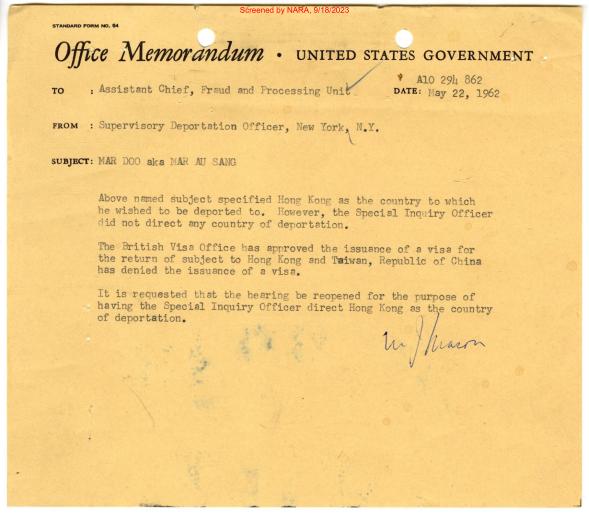 Screened by NARA, 9/18/2023
STANDARD FORM NO. 64
Office Memorandum • UNITED STATES GOVERNMENT
A10 294 862
TO : Assistant Chief, Fraud and Processing Unit DATE: May 22, 1962
FROM : Supervisory Deportation Officer, New York, N.Y.
SUBJECT: MAR DOO aka MAR AU SANG
Above named subject specified Hong Kong as the country to which
he wished to be deported to. However, the Special Inquiry Officer
did not direct any country of deportation.
The British Visa Office has approved the issuance of a visa for
the return of subject to Hong Kong and Taiwan, Republic of China
has denied the issuance of a visa.
It is requested that the hearing be reopened for the purpose of
having the Special Inquiry Officer direct Hong Kong as the country
of deportation.